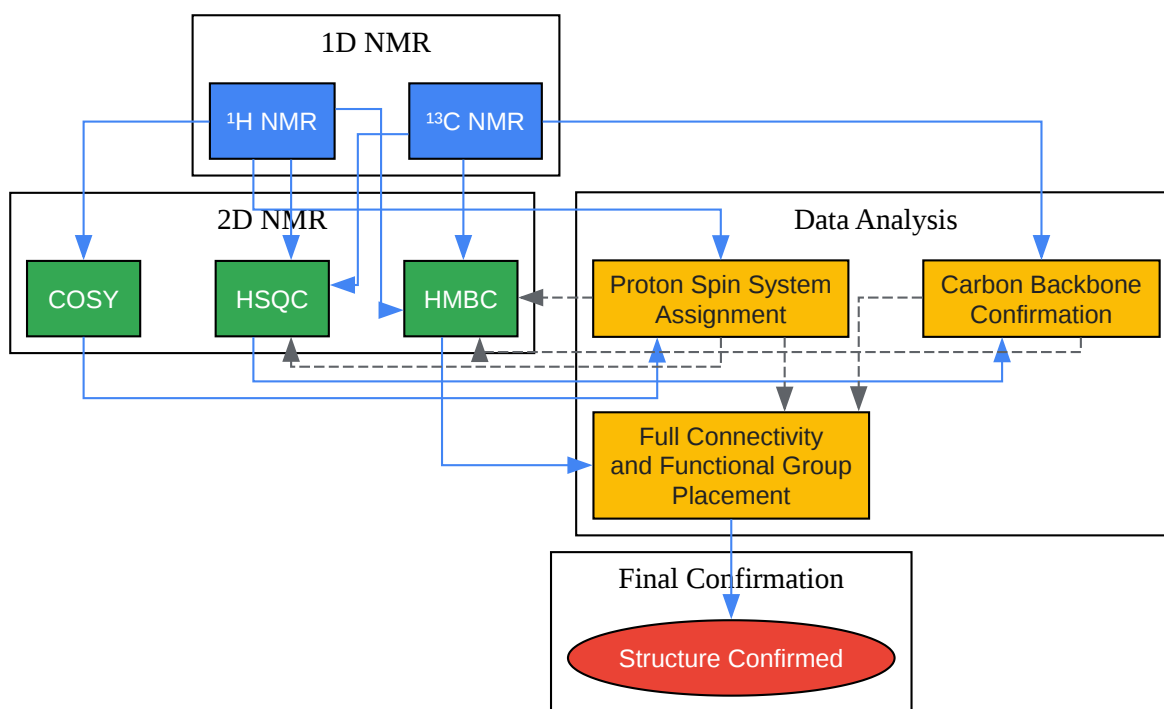 1D NMR
¹H NMR
¹³C NMR
2D NMR
Data Analysis
COSY
HSQC
HMBC
Proton Spin System
Assignment
Carbon Backbone
Confirmation
Full Connectivity
and Functional Group
Placement
Final Confirmation
Structure Confirmed